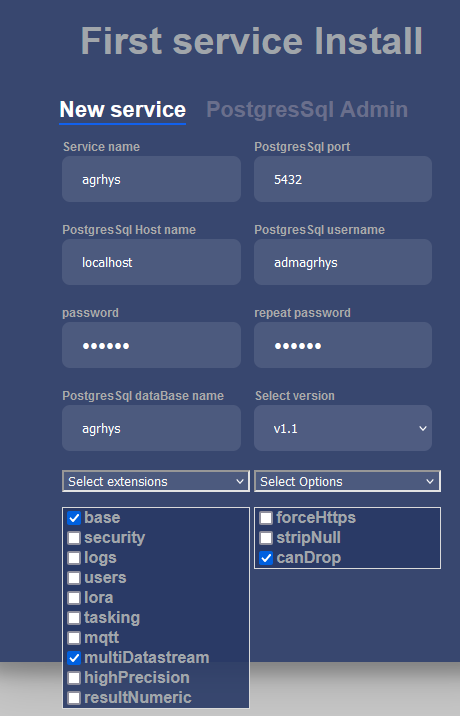 First service Install
New service PostgresSql Admin
Service name PostgresSql port
agrhys 5432
PostgresSql Host name PostgresSql username
localhost admagrhys
password repeat password
●●●●●● ●●●●●●
PostgresSql dataBase name Select version
agrhys v1.1
Select extensions Select Options
base forceHttps
security stripNull
logs canDrop
users
lora
tasking
mqtt
multiDatastream
highPrecision
resultNumeric